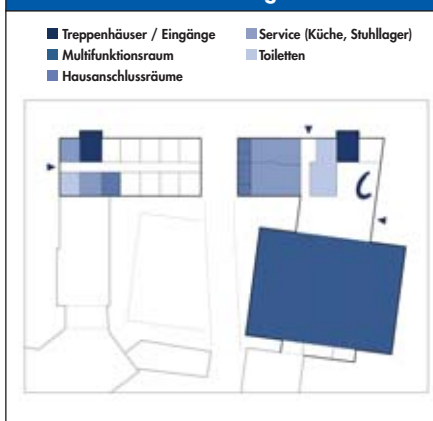 Treppenhäuser / Eingänge
Service (Küche, Stuhllager)
Multifunktionsraum
Toiletten
Hausanschlussräume